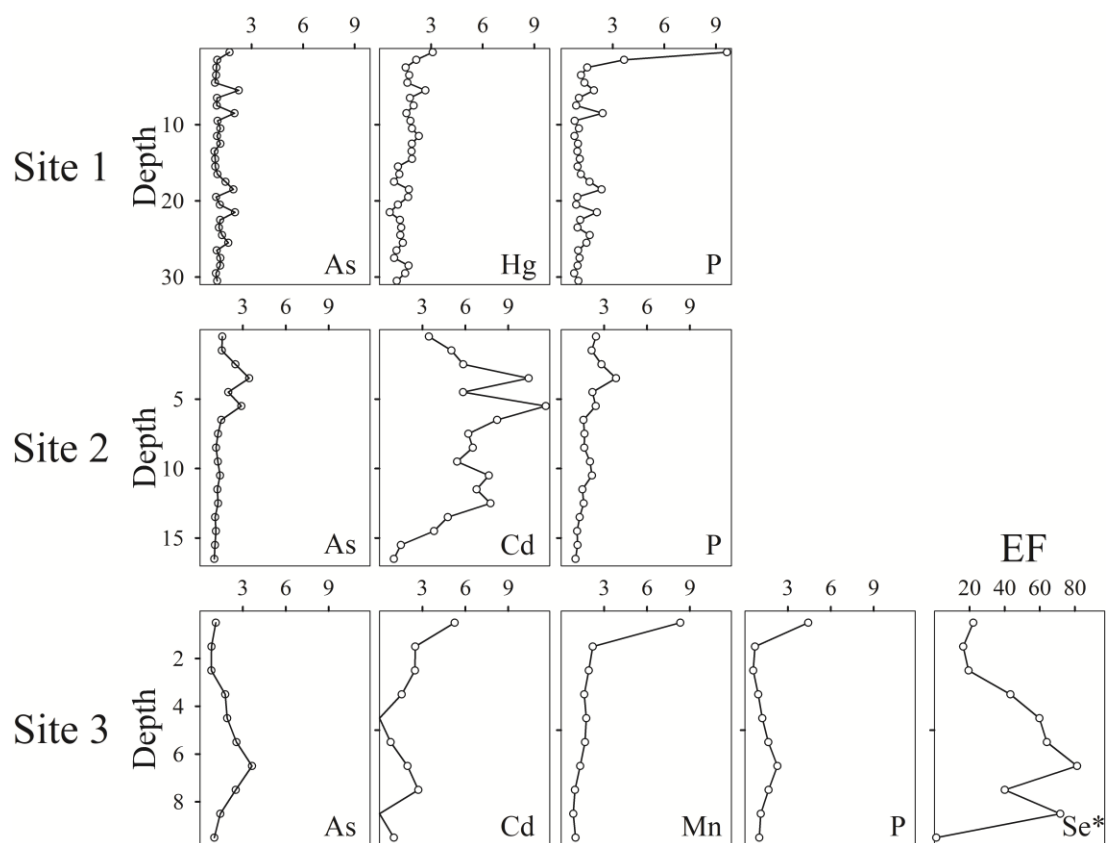 3 6 9 3 6 9 3 6 9
Site 1
Depth
10
20
30
As Hg P
3 6 9 3 6 9 3 6 9
Site 2
Depth
5
10
15
As Cd P
EF
3 6 9 3 6 9 3 6 9 3 6 9 20 40 60 80
Site 3
Depth
2
4
6
8
As Cd Mn P Se*